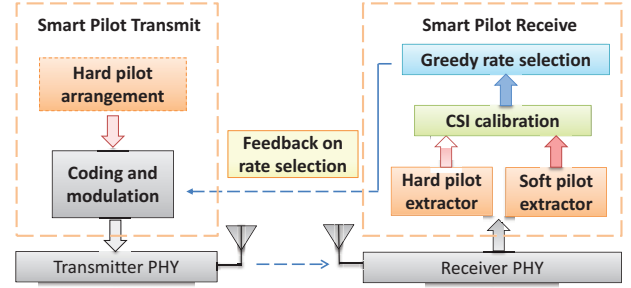 Smart Pilot Transmit
Hard pilot
arrangement
Coding and
modulation
Transmitter PHY
Feedback on
rate selection
Smart Pilot Receive
Greedy rate selection
CSI calibration
Hard pilot
extractor
Soft pilot
extractor
Receiver PHY